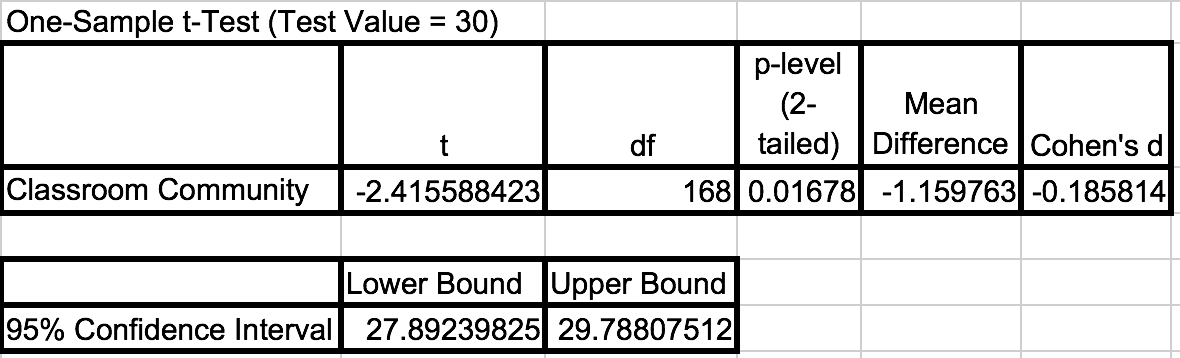 One-Sample t-Test (Test Value = 30)
p-level
(2-
Mean
t df tailed) Difference Cohen's d
Classroom Community -2.415588423 168 0.01678 -1.159763 -0.185814
Lower Bound Upper Bound
95% Confidence Interval 27.89239825 29.78807512